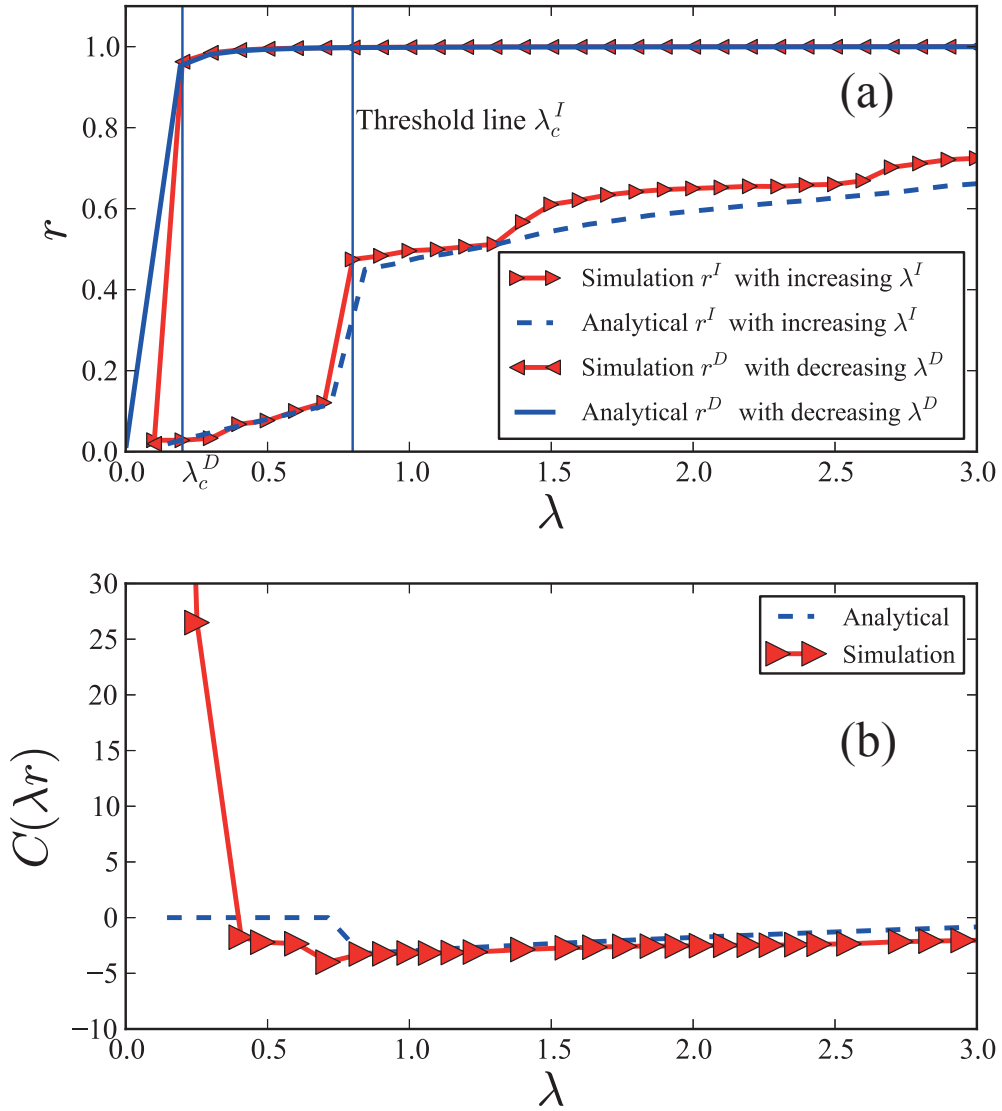 1.0
0.8
0.6
0.4
0.2
0.0
r
(a)
Threshold line λ_c^I
Simulation r^I with increasing λ^I
Analytical r^I with increasing λ^I
Simulation r^D with decreasing λ^D
Analytical r^D with decreasing λ^D
0.0 λ_c^D 0.5 1.0 1.5 2.0 2.5 3.0
λ
30
25
20
15
10
5
0
−5
−10
C(λr)
Analytical
Simulation
(b)
0.0 0.5 1.0 1.5 2.0 2.5 3.0
λ